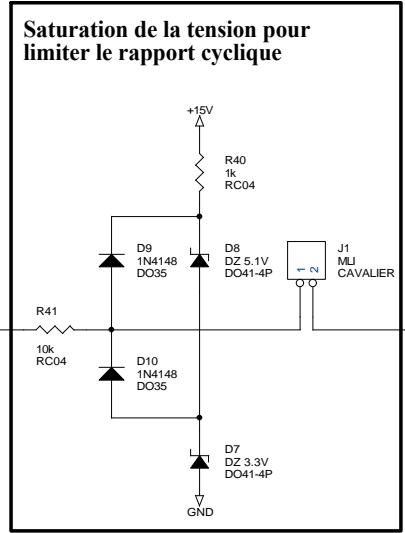 Saturation de la tension pour
limiter le rapport cyclique
+15V
R40
1k
RC04
D9
1N4148
DO35
D8
DZ 5.1V
DO41-4P
J1
MLI
CAVALIER
1
2
R41
10k
RC04
D10
1N4148
DO35
D7
DZ 3.3V
DO41-4P
GND